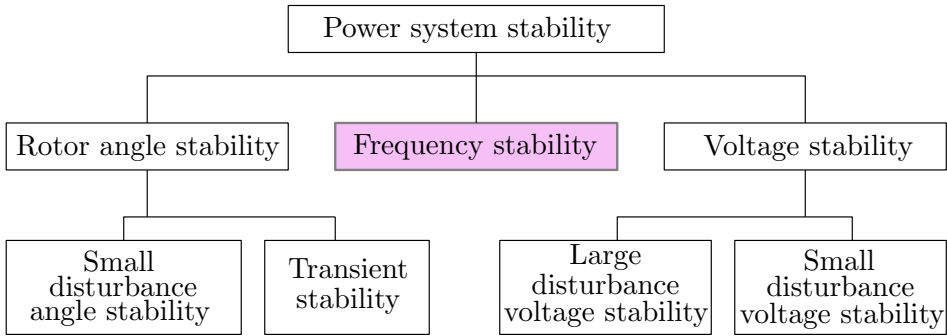 Power system stability
Rotor angle stability
Frequency stability
Voltage stability
Small
disturbance
angle stability
Transient
stability
Large
disturbance
voltage stability
Small
disturbance
voltage stability